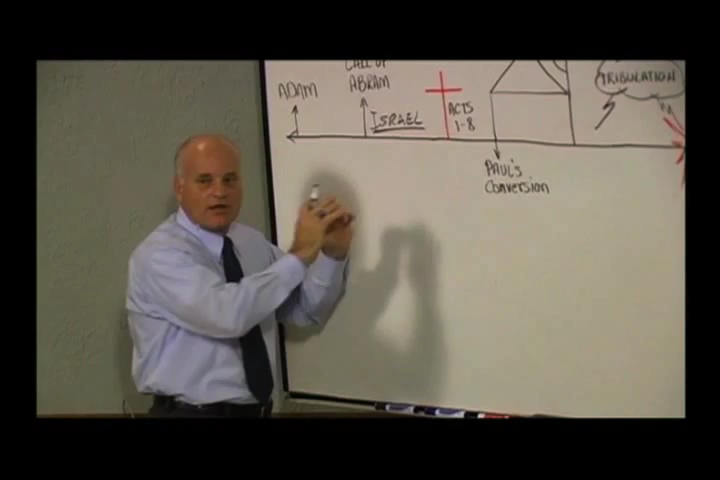 CALL OF
ABRAM
ADAM
ISRAEL
ACTS
1-8
TRIBULATION
PAUL'S
CONVERSION